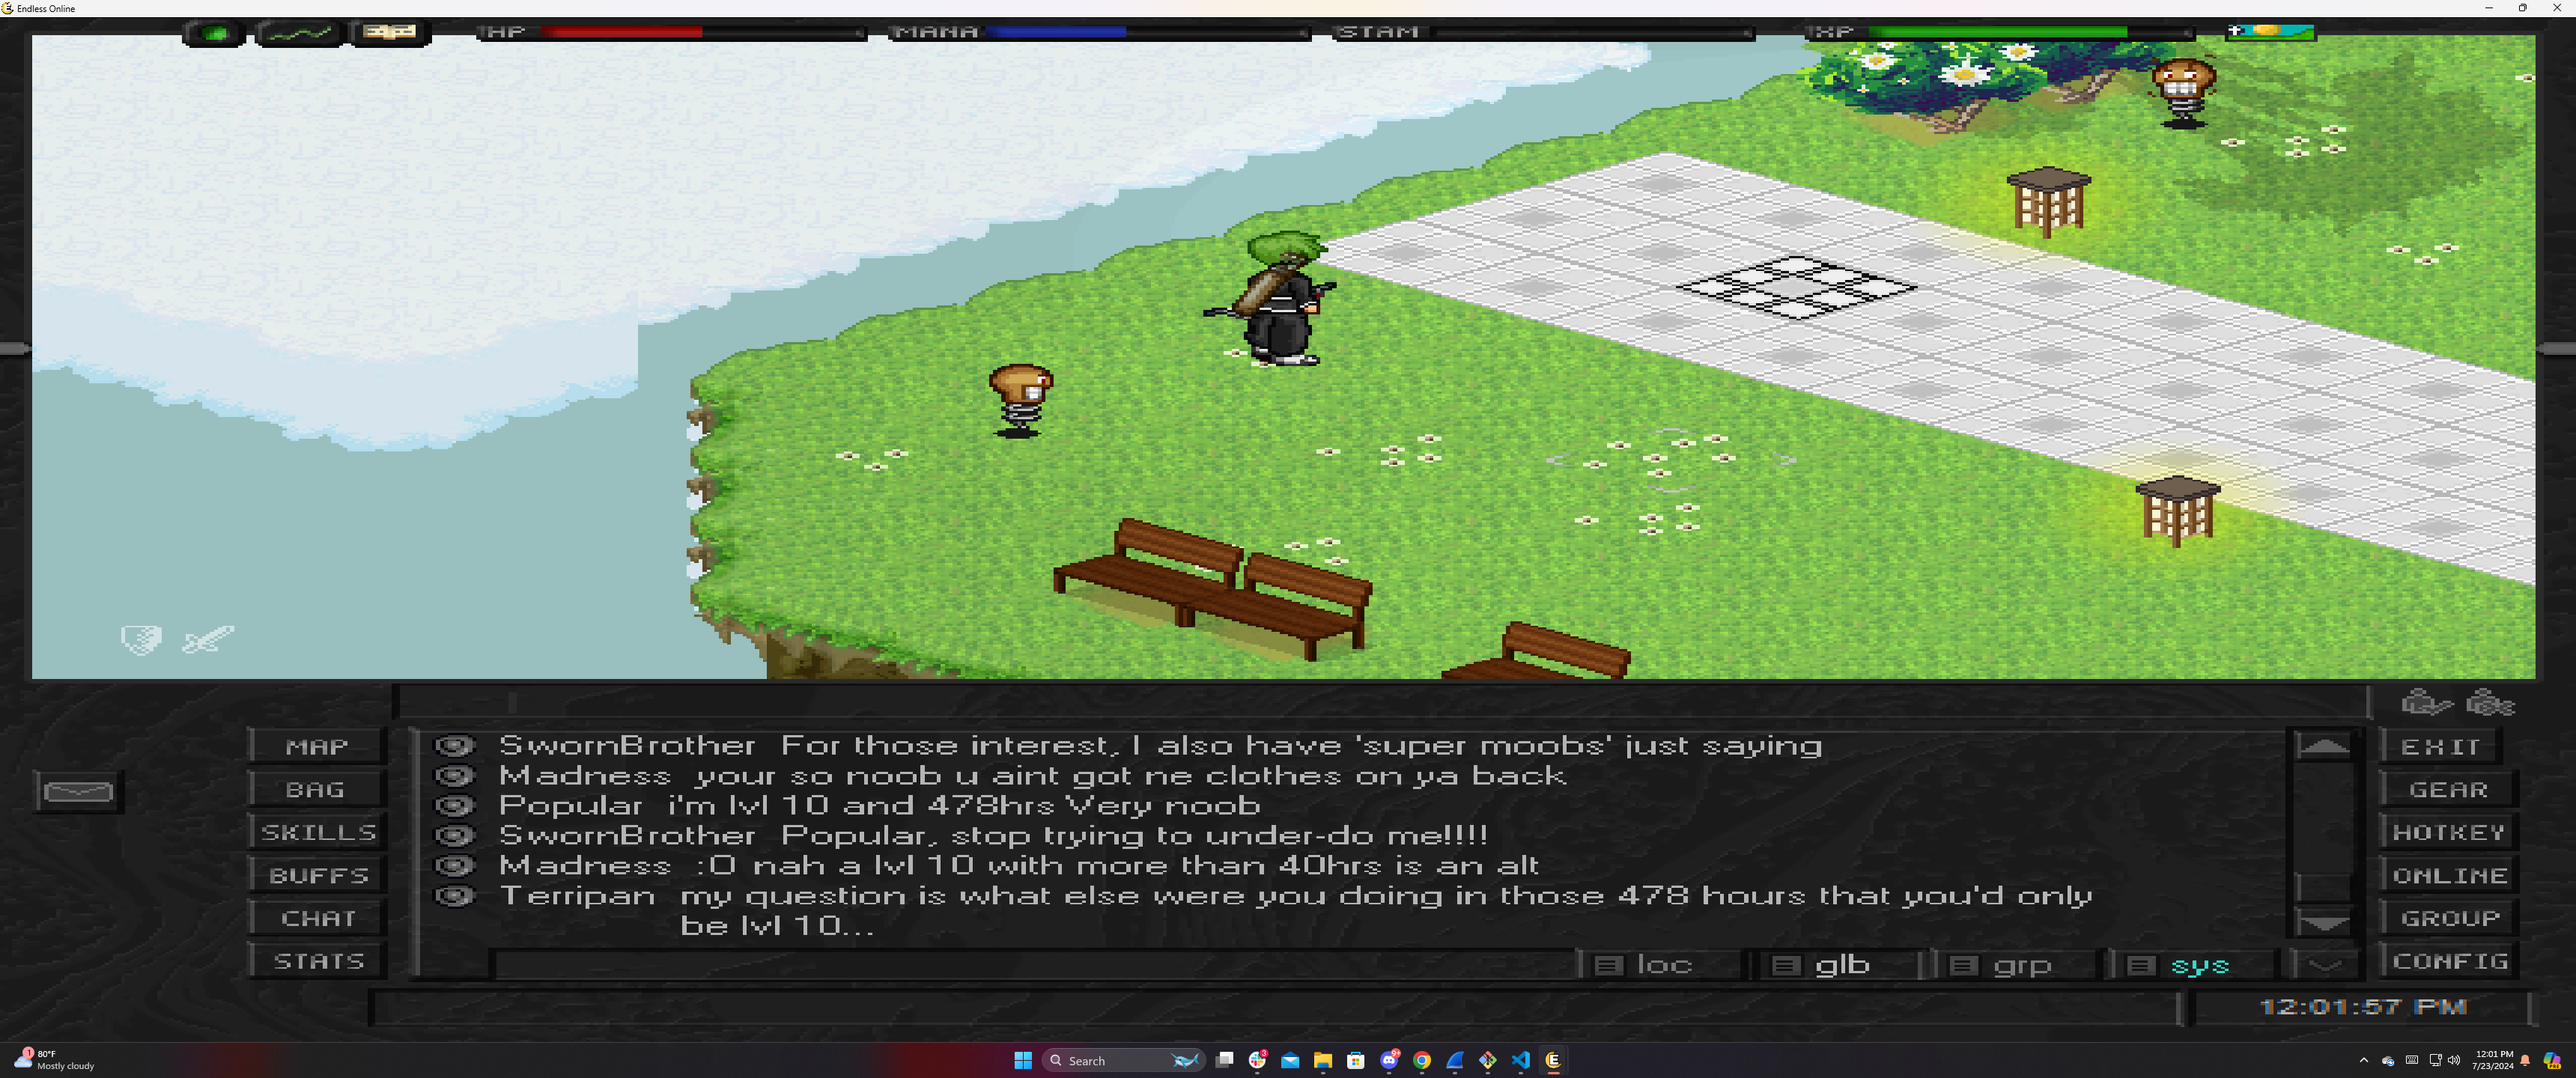 Endless Online
HP
MANA
STAM
XP
SwornBrother For those interest, I also have 'super moobs' just saying
Madness your so noob u aint got ne clothes on ya back
Popular i'm lvl 10 and 478hrs Very noob
SwornBrother Popular, stop trying to under-do me!!!!
Madness :O nah a lvl 10 with more than 40hrs is an alt
Terripan my question is what else were you doing in those 478 hours that you'd only
be lvl 10...
MAP
BAG
SKILLS
BUFFS
CHAT
STATS
EXIT
GEAR
HOTKEY
ONLINE
GROUP
CONFIG
loc
glb
grp
sys
12:01:57 PM
1
80°F
Mostly cloudy
Search
3
9+
12:01 PM
7/23/2024